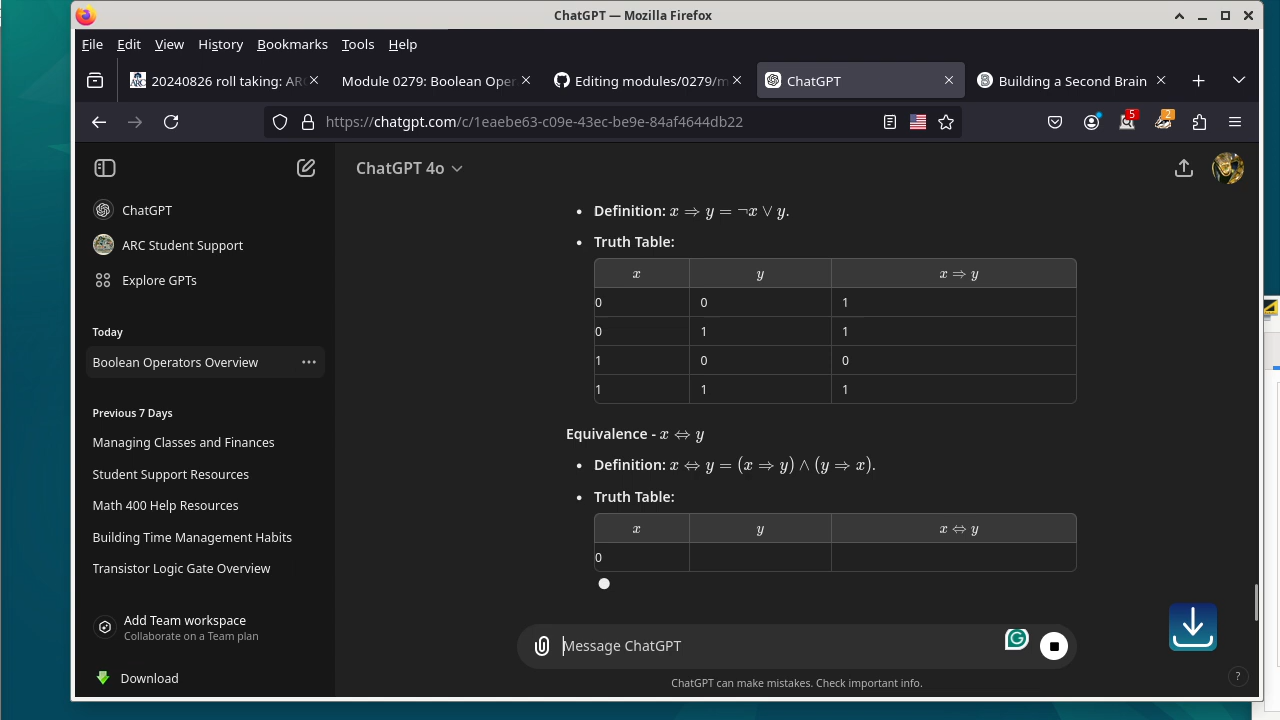 ChatGPT — Mozilla Firefox
File Edit View History Bookmarks Tools Help
20240826 roll taking: ARC
Module 0279: Boolean Oper
Editing modules/0279/m
ChatGPT
Building a Second Brain
https://chatgpt.com/c/1eaebe63-c09e-43ec-be9e-84af4644db22
5
2
ChatGPT 4o
ChatGPT
ARC Student Support
Explore GPTs
Today
Boolean Operators Overview
Previous 7 Days
Managing Classes and Finances
Student Support Resources
Math 400 Help Resources
Building Time Management Habits
Transistor Logic Gate Overview
Add Team workspace
Collaborate on a Team plan
Download
• Definition: x ⇒ y = ¬x ∨ y.
• Truth Table:
x y x ⇒ y
0 0 1
0 1 1
1 0 0
1 1 1
Equivalence - x ⇔ y
• Definition: x ⇔ y = (x ⇒ y) ∧ (y ⇒ x).
• Truth Table:
x y x ⇔ y
0
Message ChatGPT
ChatGPT can make mistakes. Check important info.
?